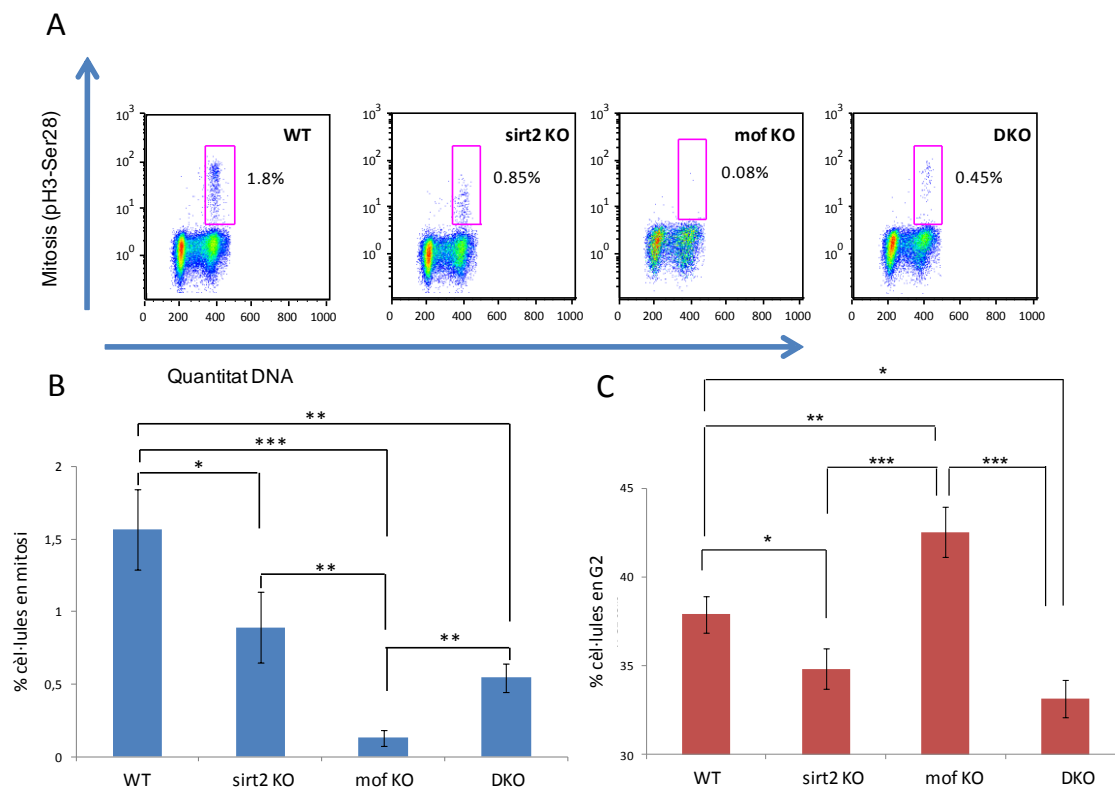 A
Mitosis (pH3-Ser28)
10³
10²
10¹
10⁰
WT
1.8%
0 200 400 600 800 1000
10³
10²
10¹
10⁰
sirt2 KO
0.85%
0 200 400 600 800 1000
10³
10²
10¹
10⁰
mof KO
0.08%
0 200 400 600 800 1000
10³
10²
10¹
10⁰
DKO
0.45%
0 200 400 600 800 1000
Quantitat DNA
B
% cèl·lules en mitosi
2
1,5
1
0,5
0
**
***
*
**
**
WT sirt2 KO mof KO DKO
C
% cèl·lules en G2
45
40
35
30
*
**
***
***
*
WT sirt2 KO mof KO DKO